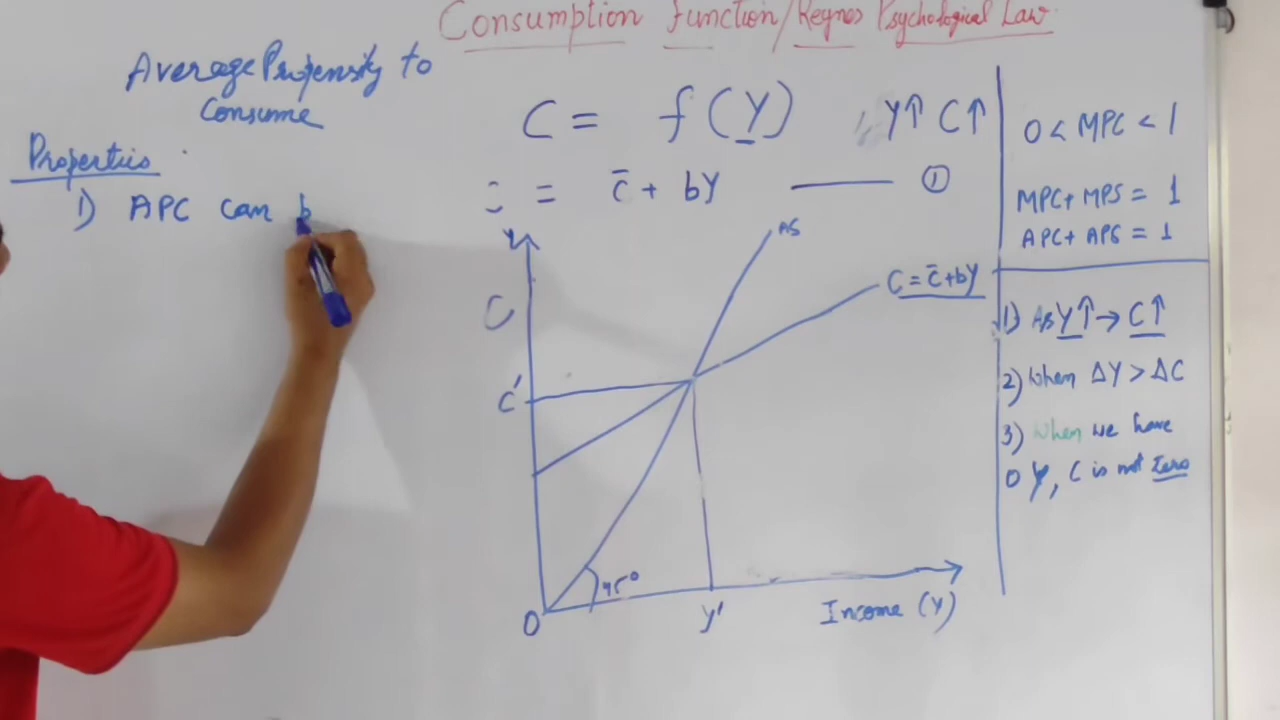 Consumption Function/Keynes Psychological Law
Average Propensity to
Consume
Properties
1) APC can b
C = f(Y) Y↑ C↑
= c̄ + bY ①
Y
AS
C = c̄ + bY
C
C'
45°
O
Y'
Income (Y)
0 < MPC < 1
MPC + MPS = 1
APC + APS = 1
1) As Y↑ → C↑
2) When ΔY > ΔC
3) When we have
0 Y, C is not Zero